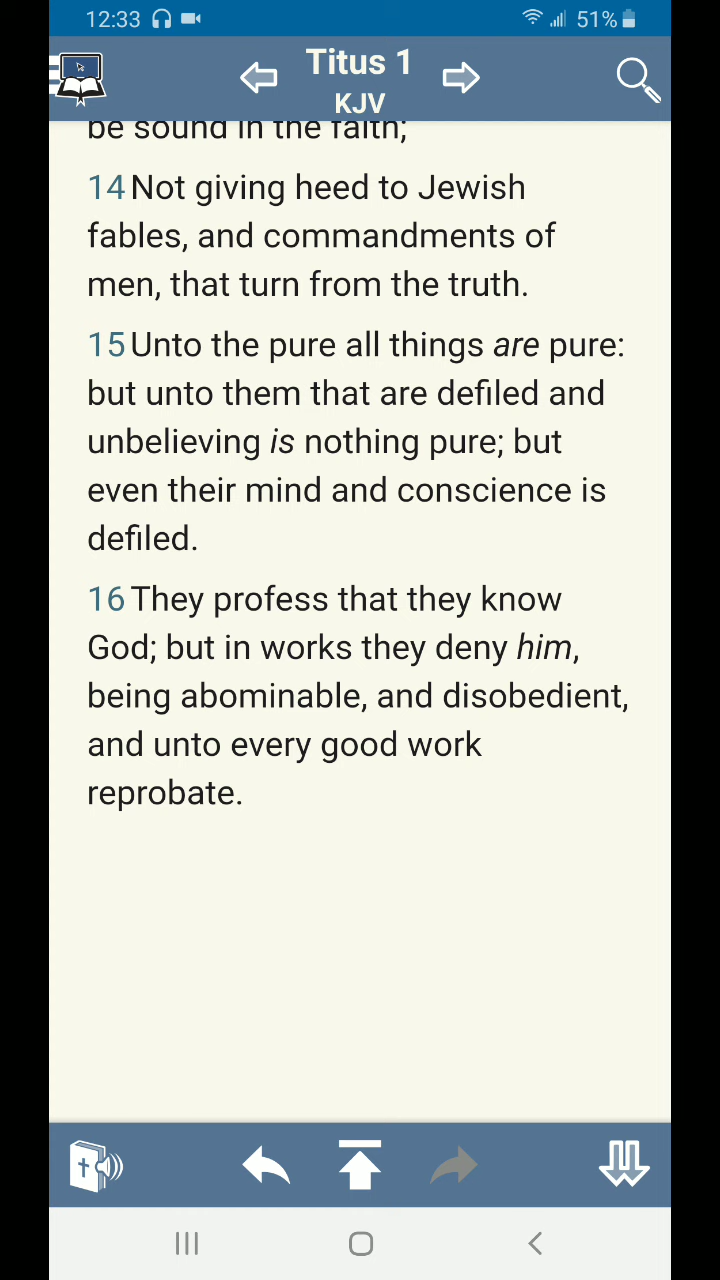 12:33 51%
Titus 1
KJV
be sound in the faith;
14 Not giving heed to Jewish
fables, and commandments of
men, that turn from the truth.
15 Unto the pure all things are pure:
but unto them that are defiled and
unbelieving is nothing pure; but
even their mind and conscience is
defiled.
16 They profess that they know
God; but in works they deny him,
being abominable, and disobedient,
and unto every good work
reprobate.